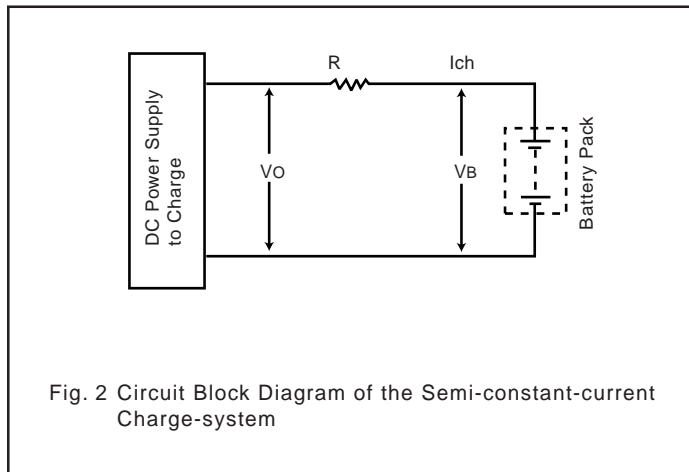 R
Ich
DC Power Supply
to Charge
VO
VB
Battery Pack
Fig. 2 Circuit Block Diagram of the Semi-constant-current
Charge-system